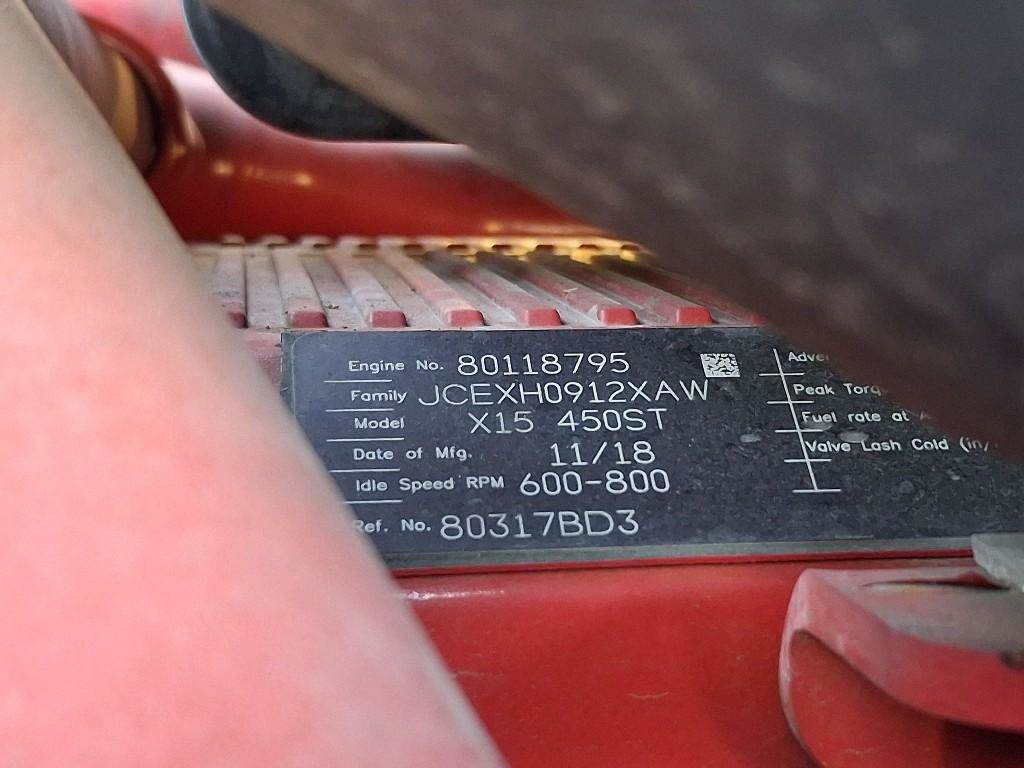 Engine No. 80118795
Family JCEXH0912XAW
Model X15 450ST
Date of Mfg. 11/18
Idle Speed RPM 600-800
Ref. No. 80317BD3
Peak
Fuel rate at
Valve Lash Cold